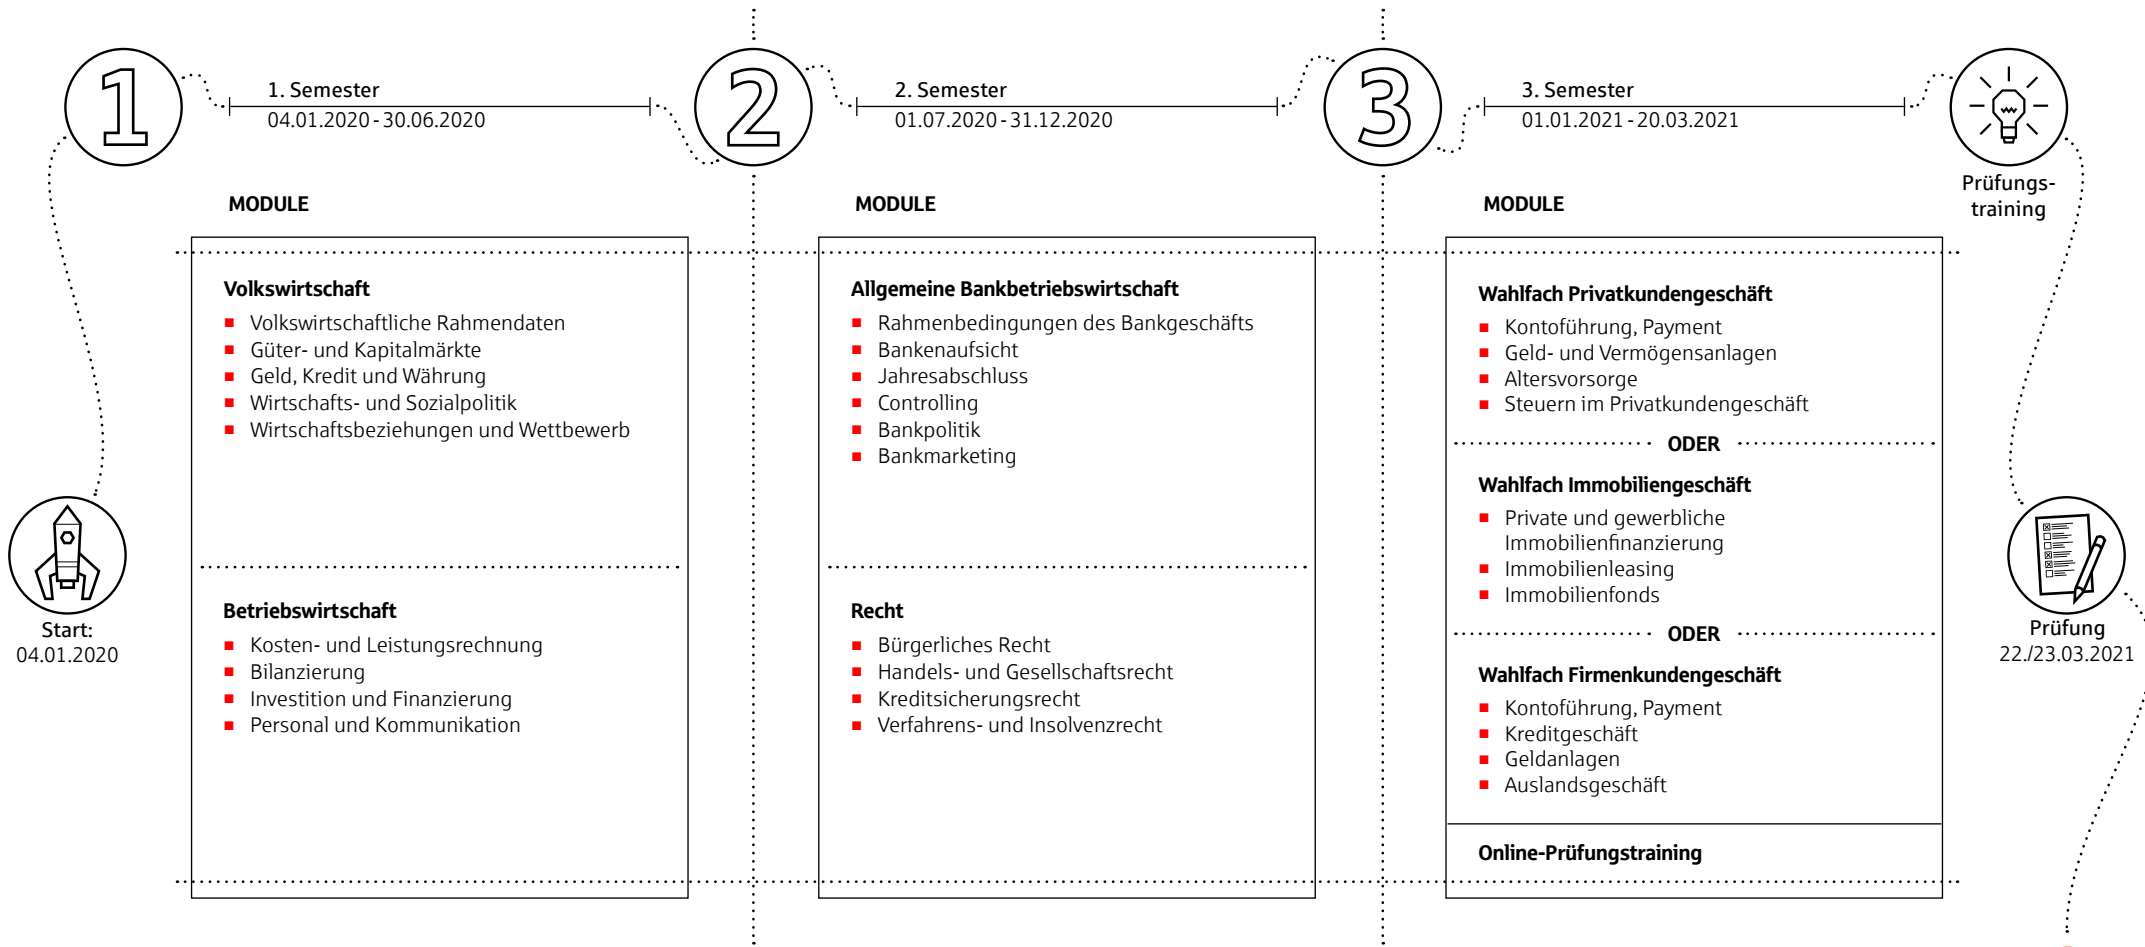 1
1. Semester
04.01.2020 - 30.06.2020
2
2. Semester
01.07.2020 - 31.12.2020
3
3. Semester
01.01.2021 - 20.03.2021
Prüfungs-
training
Start:
04.01.2020
MODULE
Volkswirtschaft
Volkswirtschaftliche Rahmendaten
Güter- und Kapitalmärkte
Geld, Kredit und Währung
Wirtschafts- und Sozialpolitik
Wirtschaftsbeziehungen und Wettbewerb
Betriebswirtschaft
Kosten- und Leistungsrechnung
Bilanzierung
Investition und Finanzierung
Personal und Kommunikation
MODULE
Allgemeine Bankbetriebswirtschaft
Rahmenbedingungen des Bankgeschäfts
Bankenaufsicht
Jahresabschluss
Controlling
Bankpolitik
Bankmarketing
Recht
Bürgerliches Recht
Handels- und Gesellschaftsrecht
Kreditsicherungsrecht
Verfahrens- und Insolvenzrecht
MODULE
Wahlfach Privatkundengeschäft
Kontoführung, Payment
Geld- und Vermögensanlagen
Altersvorsorge
Steuern im Privatkundengeschäft
ODER
Wahlfach Immobiliengeschäft
Private und gewerbliche
Immobilienfinanzierung
Immobilienleasing
Immobilienfonds
ODER
Wahlfach Firmenkundengeschäft
Kontoführung, Payment
Kreditgeschäft
Geldanlagen
Auslandsgeschäft
Online-Prüfungstraining
Prüfung
22./23.03.2021